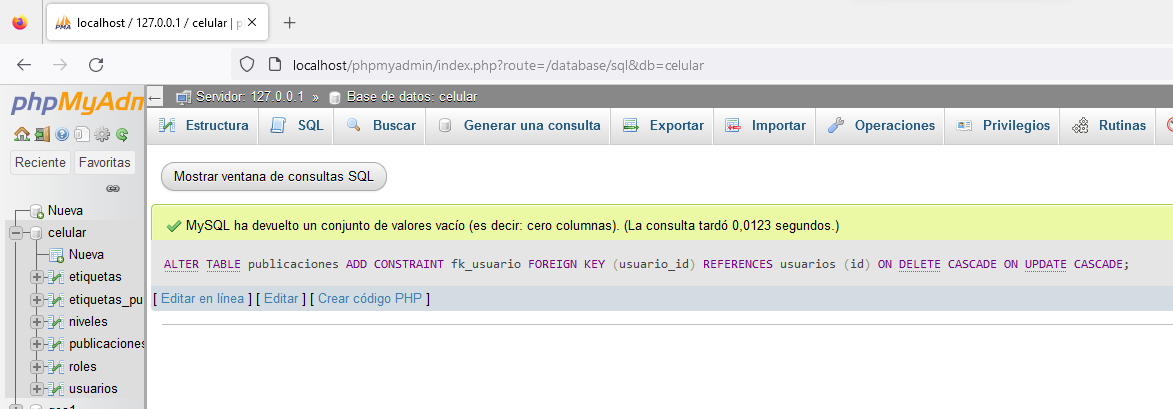 localhost / 127.0.0.1 / celular | p
localhost/phpmyadmin/index.php?route=/database/sql&db=celular
phpMyAdm
Servidor: 127.0.0.1 » Base de datos: celular
Estructura SQL Buscar Generar una consulta Exportar Importar Operaciones Privilegios Rutinas
Reciente Favoritas
Mostrar ventana de consultas SQL
Nueva
celular
Nueva
etiquetas
etiquetas_pu
niveles
publicaciones
roles
usuarios
MySQL ha devuelto un conjunto de valores vacío (es decir: cero columnas). (La consulta tardó 0,0123 segundos.)
ALTER TABLE publicaciones ADD CONSTRAINT fk_usuario FOREIGN KEY (usuario_id) REFERENCES usuarios (id) ON DELETE CASCADE ON UPDATE CASCADE;
[ Editar en línea ] [ Editar ] [ Crear código PHP ]